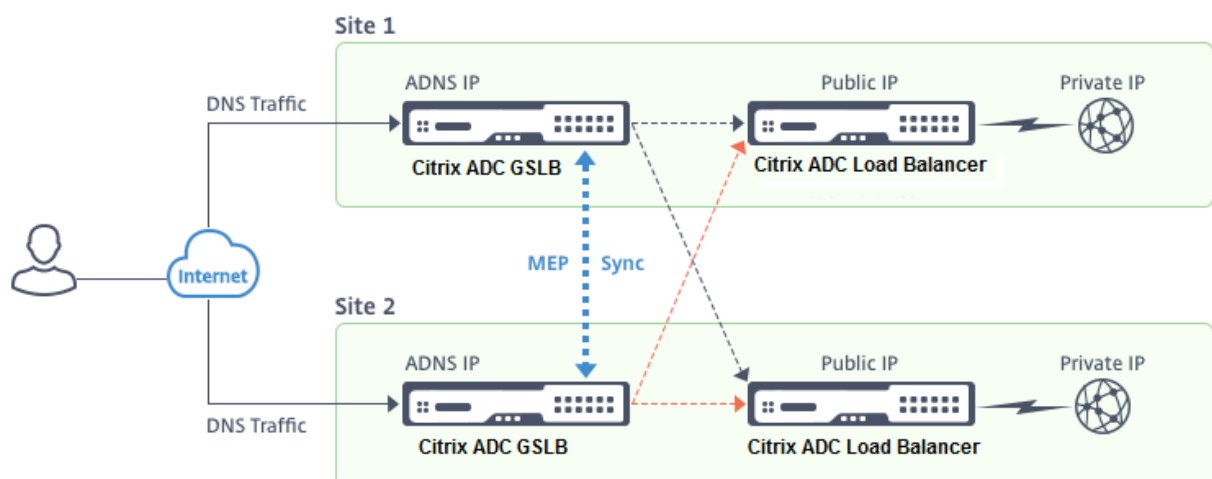 Site 1
ADNS IP
Public IP
Private IP
DNS Traffic
Citrix ADC GSLB
Citrix ADC Load Balancer
MEP Sync
Internet
Site 2
ADNS IP
Public IP
Private IP
DNS Traffic
Citrix ADC GSLB
Citrix ADC Load Balancer